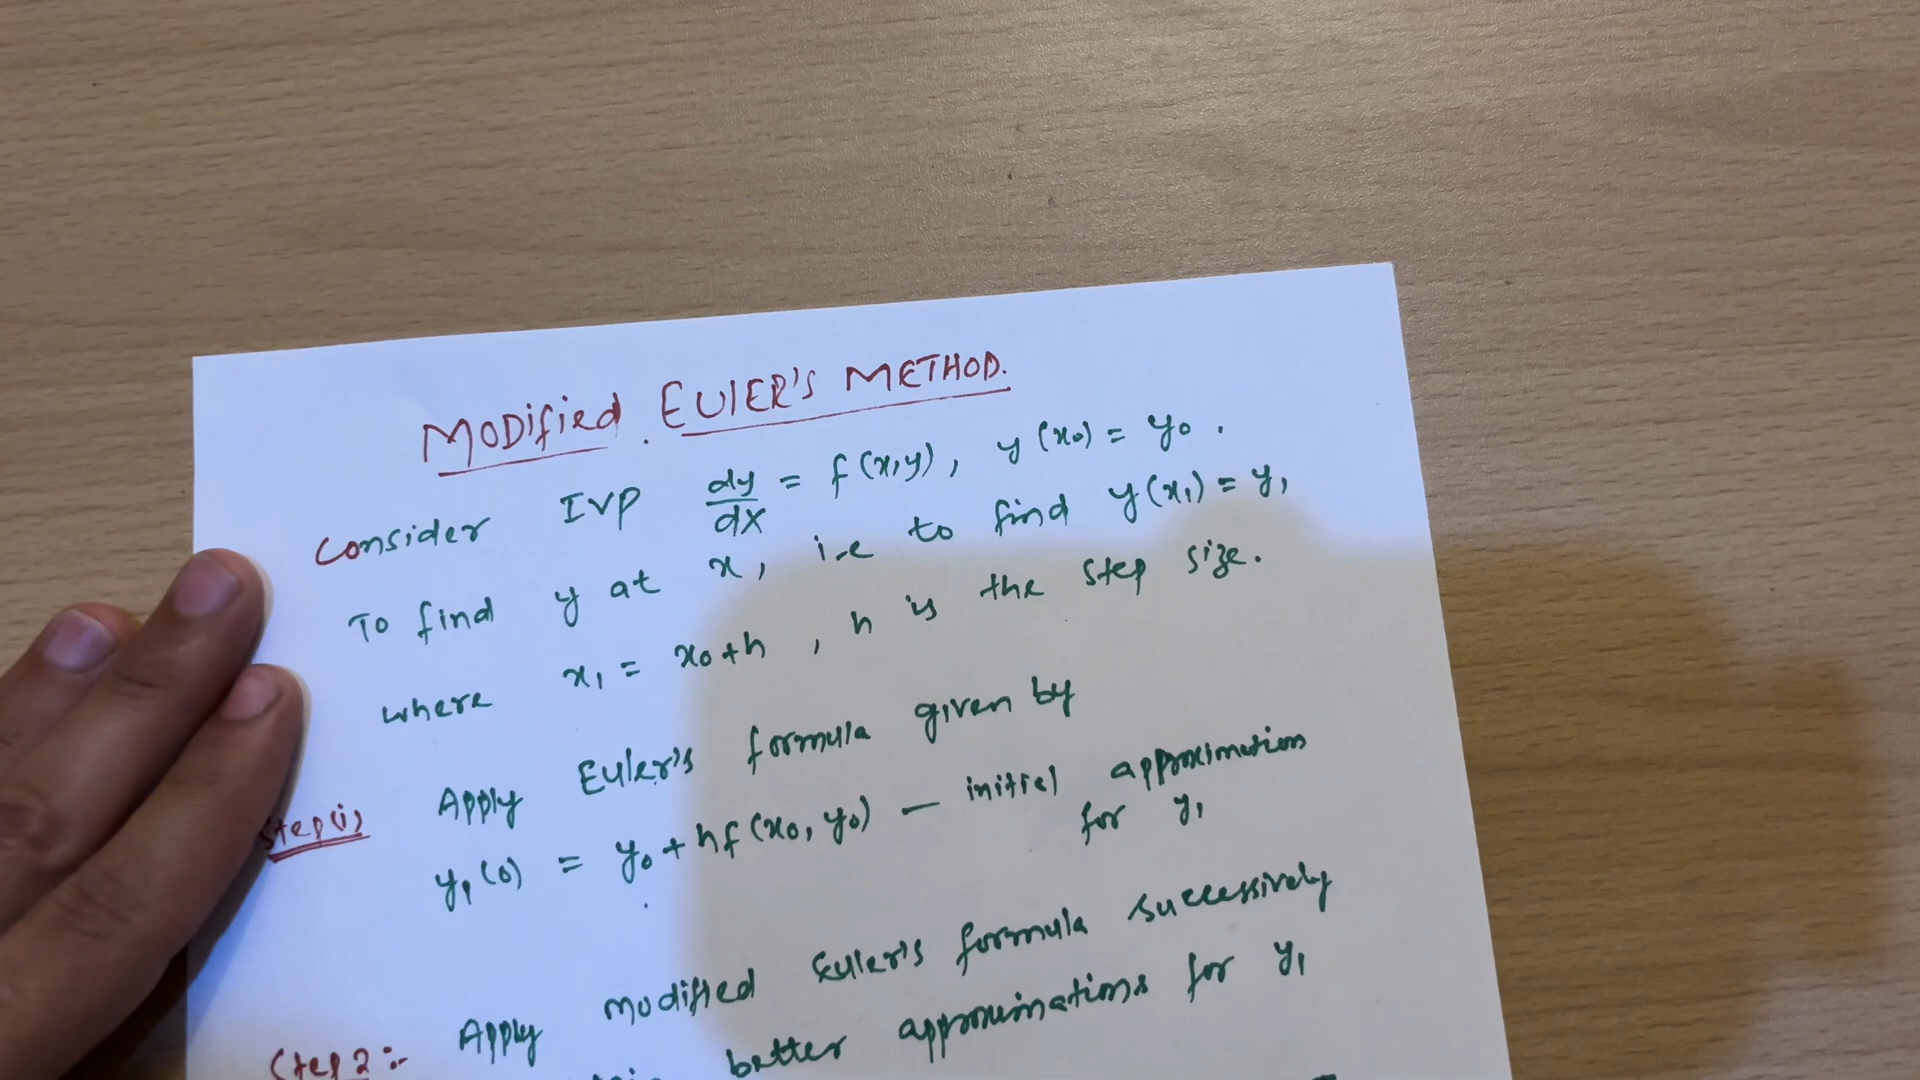 MODified EUlER'S METHOD.
Consider IVP dy/dx = f(x,y), y(x₀) = y₀.
To find y at x, i.e to find y(x₁) = y₁
where x₁ = x₀+h, h is the step size.
Step(i) Apply Euler's formula given by
y₁(0) = y₀+hf(x₀, y₀) — initial approximation
for y₁
Step 2:- Apply modified Euler's formula successively
better approximations for y₁